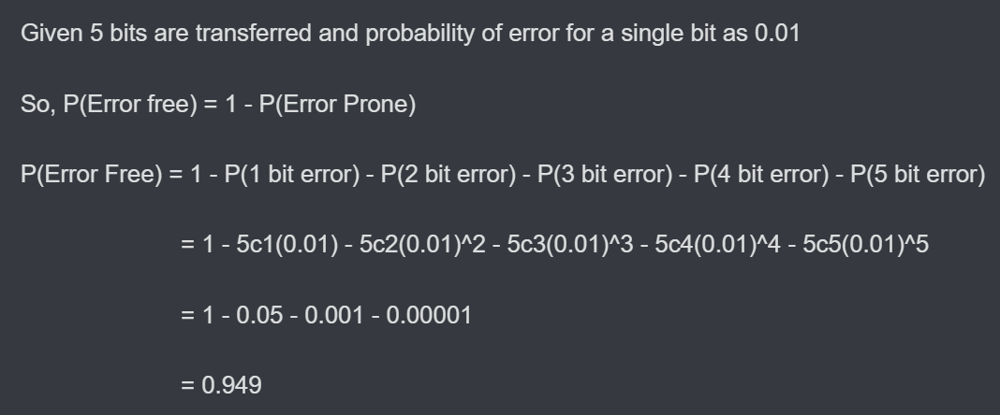 Given 5 bits are transferred and probability of error for a single bit as 0.01
So, P(Error free) = 1 - P(Error Prone)
P(Error Free) = 1 - P(1 bit error) - P(2 bit error) - P(3 bit error) - P(4 bit error) - P(5 bit error)
= 1 - 5c1(0.01) - 5c2(0.01)^2 - 5c3(0.01)^3 - 5c4(0.01)^4 - 5c5(0.01)^5
= 1 - 0.05 - 0.001 - 0.00001
= 0.949